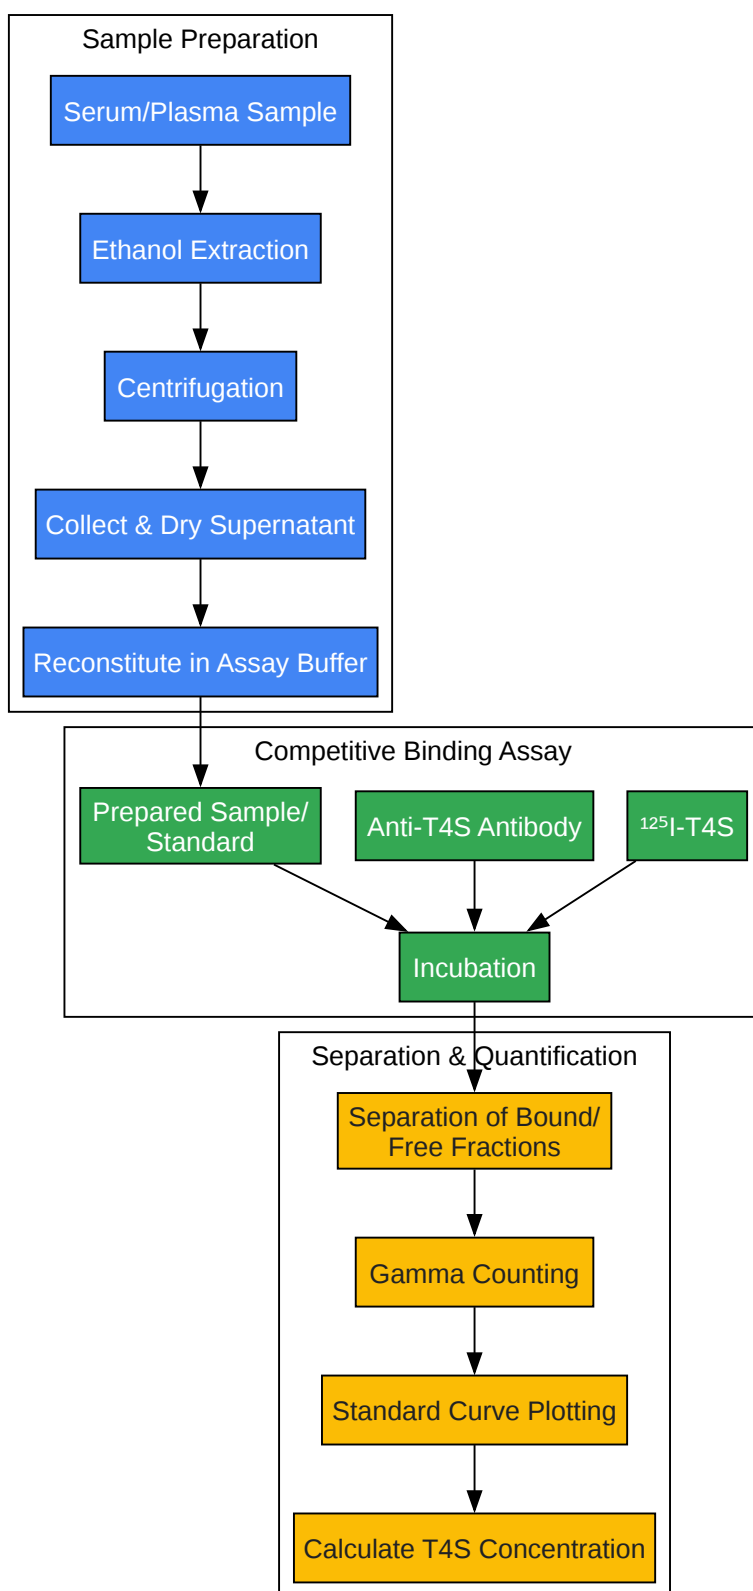 Sample Preparation
Serum/Plasma Sample
Ethanol Extraction
Centrifugation
Collect & Dry Supernatant
Reconstitute in Assay Buffer
Competitive Binding Assay
Prepared Sample/
Standard
Anti-T4S Antibody
¹²⁵I-T4S
Incubation
Separation & Quantification
Separation of Bound/
Free Fractions
Gamma Counting
Standard Curve Plotting
Calculate T4S Concentration